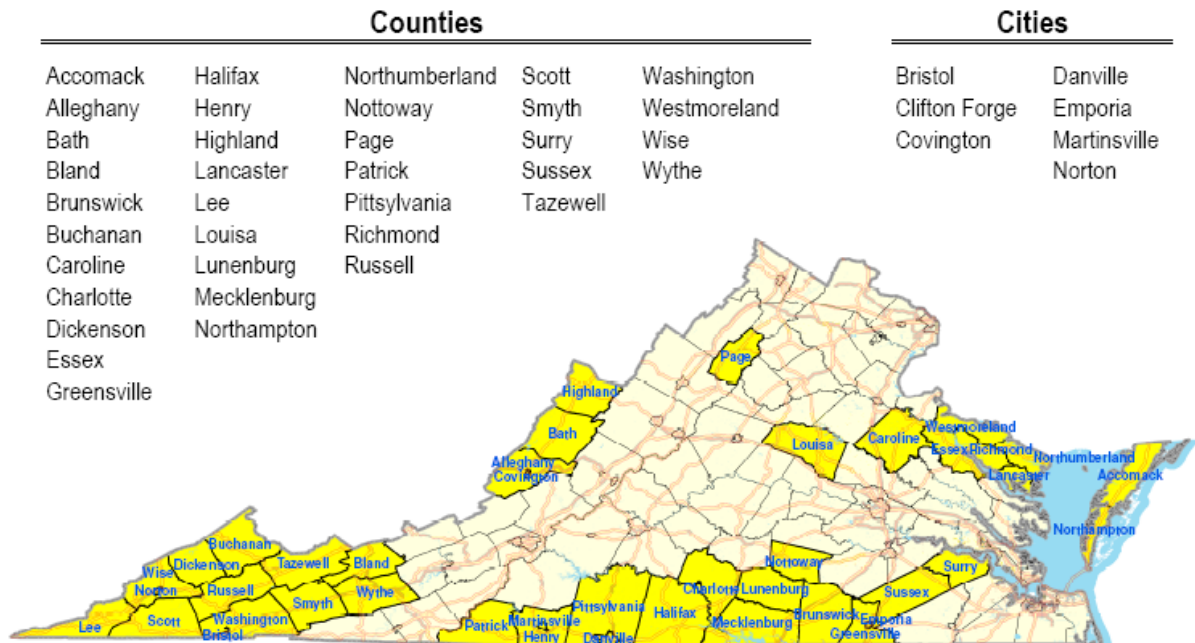 Counties
Cities
Accomack Halifax Northumberland Scott Washington Bristol Danville
Alleghany Henry Nottoway Smyth Westmoreland Clifton Forge Emporia
Bath Highland Page Surry Wise Covington Martinsville
Bland Lancaster Patrick Sussex Wythe Norton
Brunswick Lee Pittsylvania Tazewell
Buchanan Louisa Richmond
Caroline Lunenburg Russell
Charlotte Mecklenburg
Dickenson Northampton
Essex
Greensville
Page
Highland
Bath
Alleghany
Covington
Louisa
Caroline
Westmoreland
Essex Richmond
Northumberland
Lancaster
Accomack
Northampton
Buchanan
Dickenson
Tazewell
Bland
Wise
Norton
Russell
Smyth
Wythe
Lee
Scott
Washington
Bristol
Patrick
Martinsville
Henry
Pittsylvania
Danville
Halifax
Charlotte
Nottoway
Lunenburg
Mecklenburg
Brunswick
Emporia
Greensville
Sussex
Surry